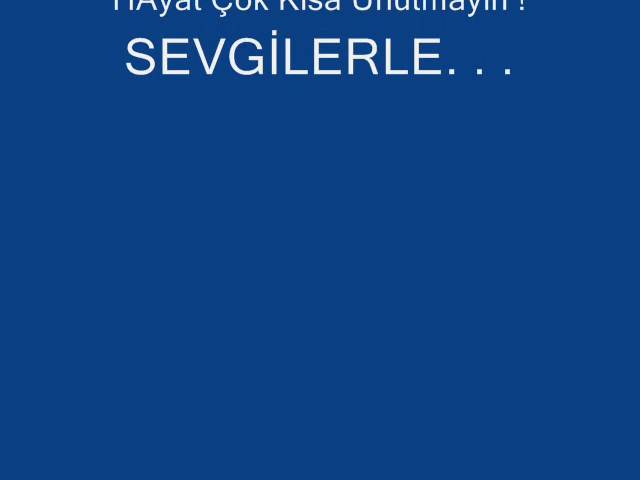 HAyat Çok Kısa Unutmayın !
SEVGİLERLE. . .